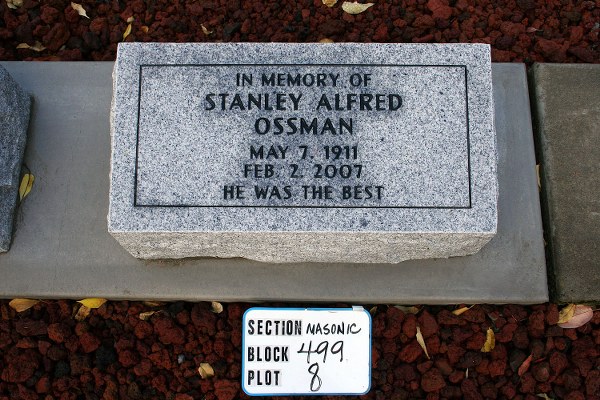 IN MEMORY OF
STANLEY ALFRED
OSSMAN
MAY 7, 1911
FEB. 2, 2007
HE WAS THE BEST
SECTION MASONIC
BLOCK 499
PLOT 8